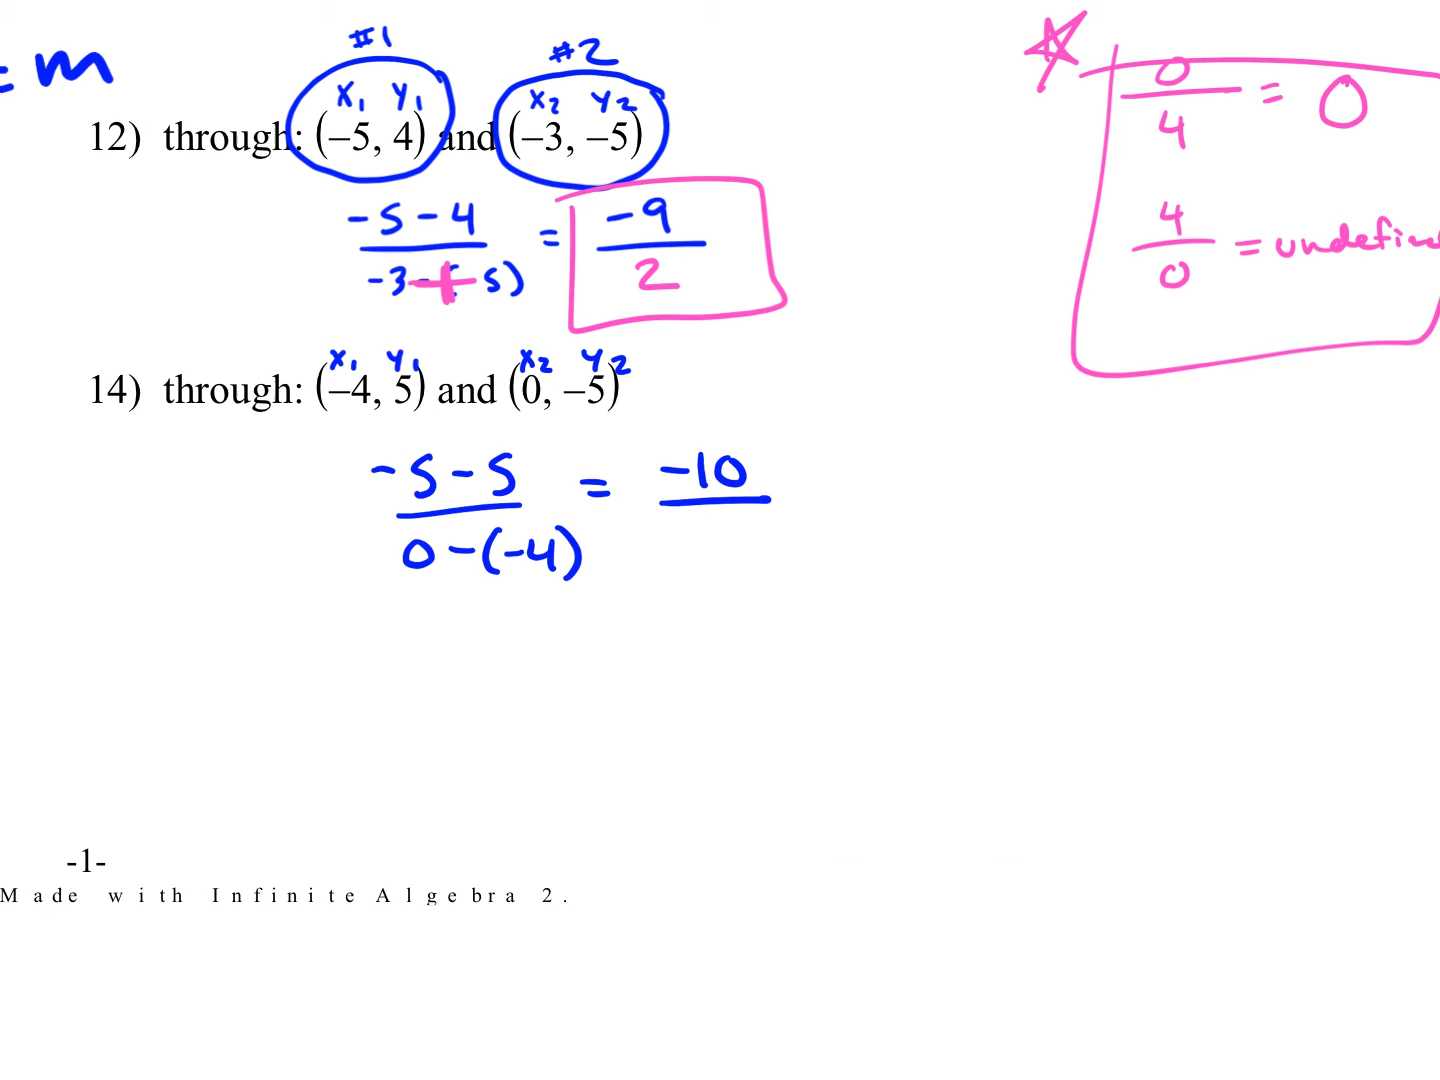 = m
#1 #2
x₁ y₁ x₂ y₂
12) through: (–5, 4) and (–3, –5)
-5-4 / -3+5) = -9 / 2
x₁ y₁ x₂ y₂
14) through: (–4, 5) and (0, –5)
-5-5 / 0-(-4) = -10
0/4 = 0
4/0 =
-1-
Made with Infinite Algebra 2.